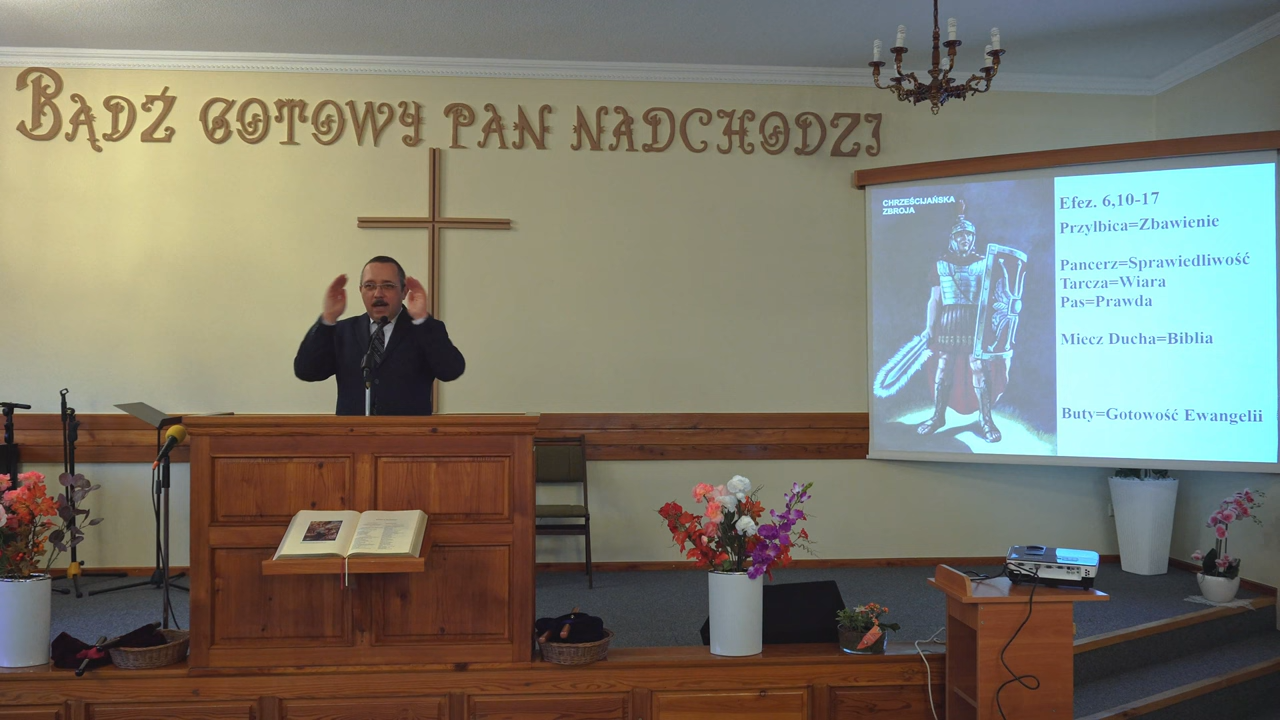 BĄDŹ GOTOWY PAN NADCHODZI
CHRZEŚCIJAŃSKA
ZBROJA
Efez. 6,10-17
Przyłbica=Zbawienie
Pancerz=Sprawiedliwość
Tarcza=Wiara
Pas=Prawda
Miecz Ducha=Biblia
Buty=Gotowość Ewangelii